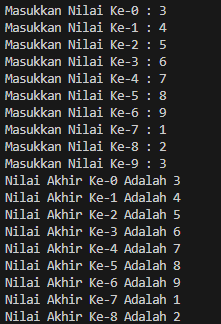 Masukkan Nilai Ke-0 : 3
Masukkan Nilai Ke-1 : 4
Masukkan Nilai Ke-2 : 5
Masukkan Nilai Ke-3 : 6
Masukkan Nilai Ke-4 : 7
Masukkan Nilai Ke-5 : 8
Masukkan Nilai Ke-6 : 9
Masukkan Nilai Ke-7 : 1
Masukkan Nilai Ke-8 : 2
Masukkan Nilai Ke-9 : 3
Nilai Akhir Ke-0 Adalah 3
Nilai Akhir Ke-1 Adalah 4
Nilai Akhir Ke-2 Adalah 5
Nilai Akhir Ke-3 Adalah 6
Nilai Akhir Ke-4 Adalah 7
Nilai Akhir Ke-5 Adalah 8
Nilai Akhir Ke-6 Adalah 9
Nilai Akhir Ke-7 Adalah 1
Nilai Akhir Ke-8 Adalah 2